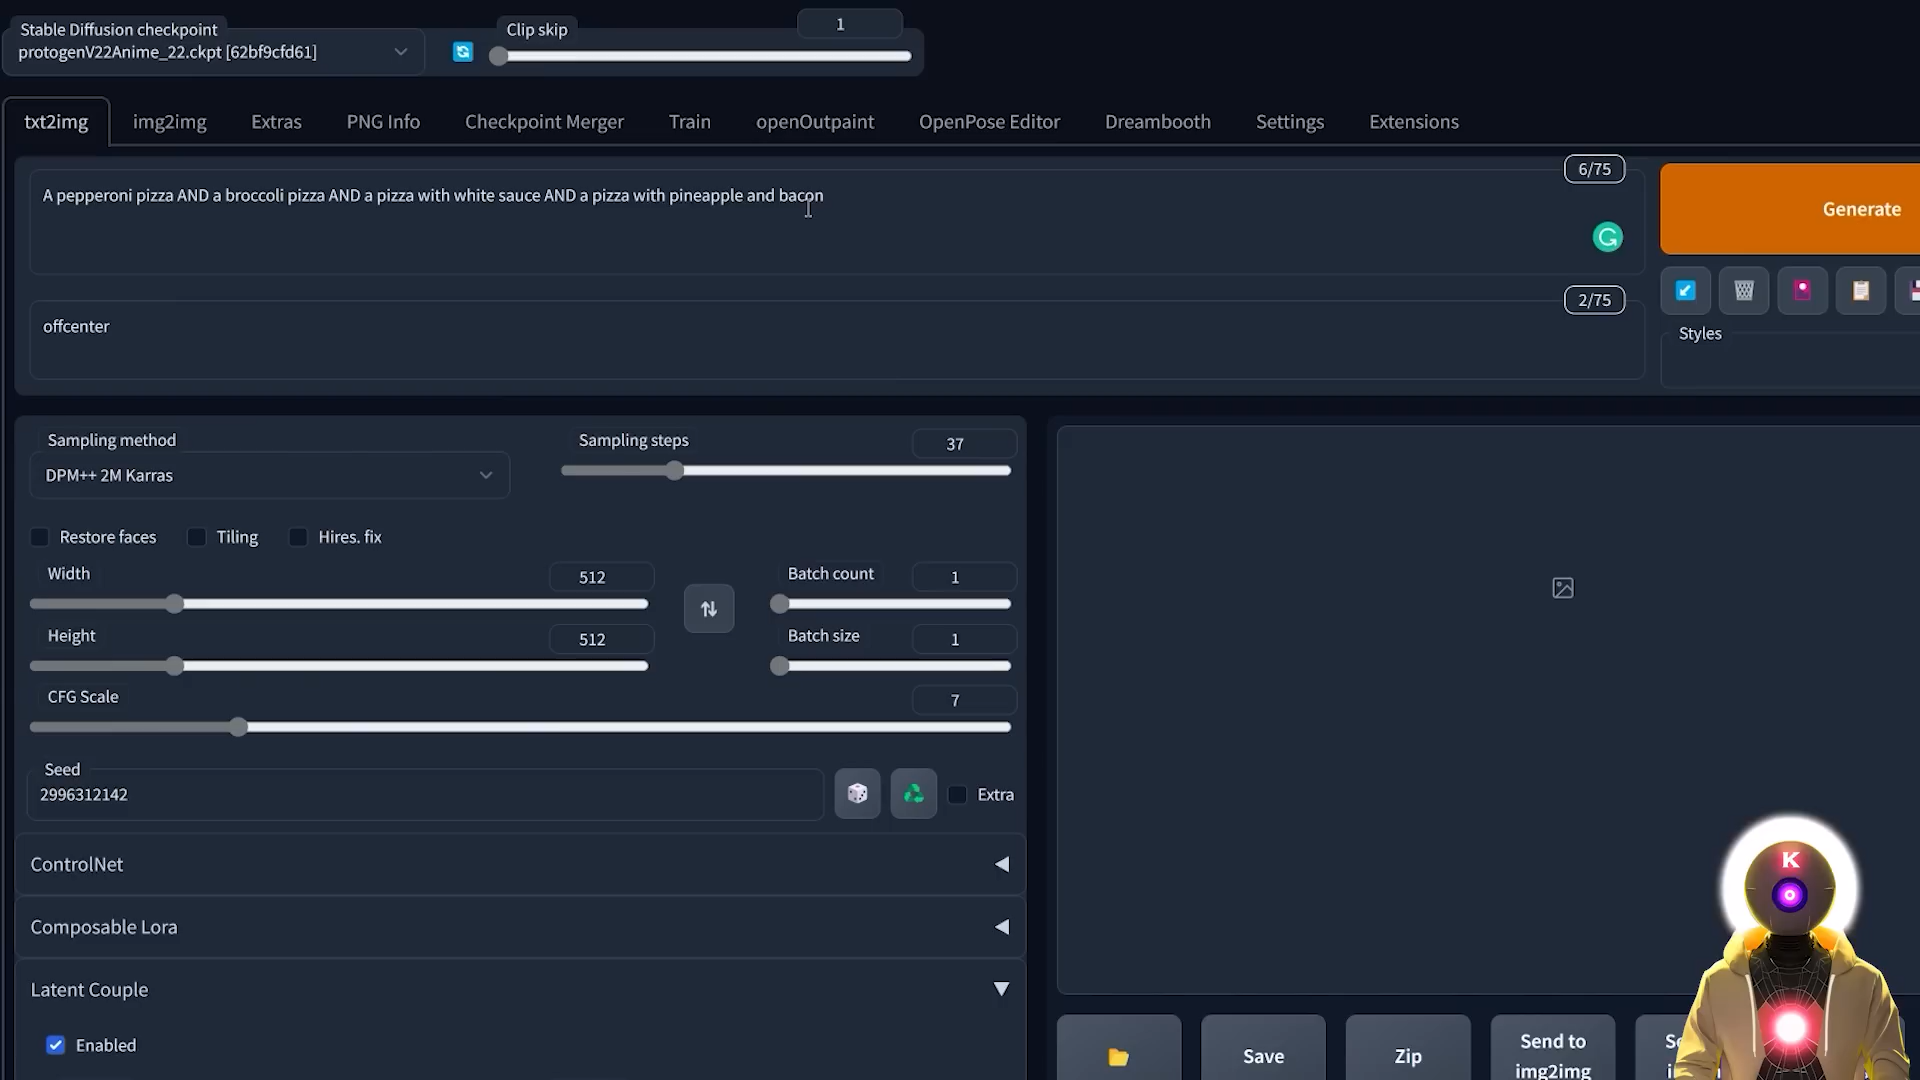 Stable Diffusion checkpoint
protogenV22Anime_22.ckpt [62bf9cfd61]
Clip skip
1
txt2img
img2img
Extras
PNG Info
Checkpoint Merger
Train
openOutpaint
OpenPose Editor
Dreambooth
Settings
Extensions
A pepperoni pizza AND a broccoli pizza AND a pizza with white sauce AND a pizza with pineapple and bacon
6/75
Generate
offcenter
2/75
Styles
Sampling method
DPM++ 2M Karras
Sampling steps
37
Restore faces
Tiling
Hires. fix
Width
512
Height
512
Batch count
1
Batch size
1
CFG Scale
7
Seed
2996312142
Extra
ControlNet
Composable Lora
Latent Couple
Enabled
Save
Zip
Send to
img2img
K